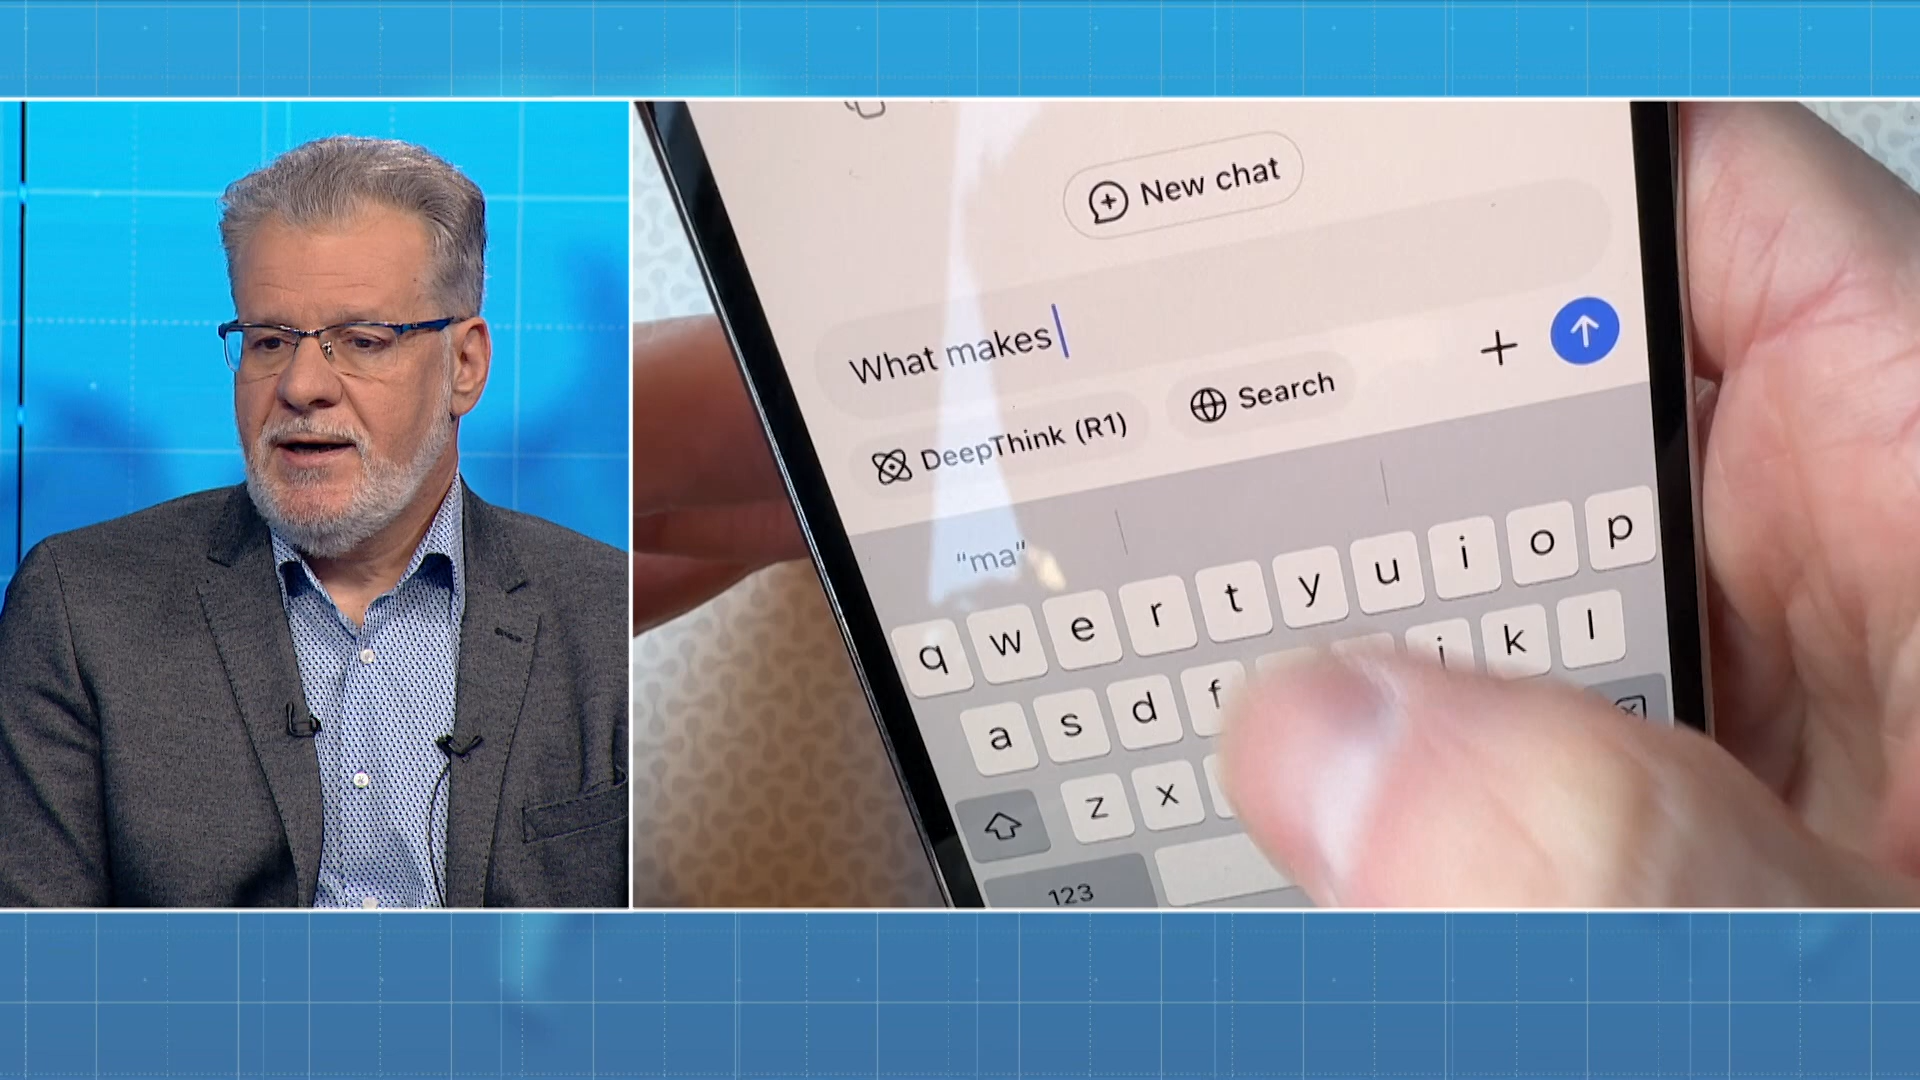 New chat
What makes
DeepThink (R1)
Search
"ma"
q w e r t y u i o p
a s d f j k l
z x
123